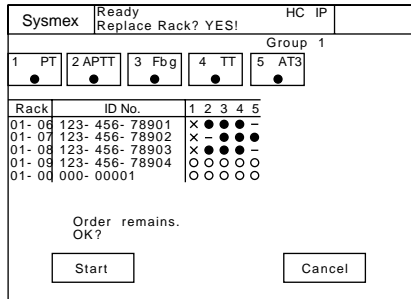 Sysmex
Ready
Replace Rack? YES!
HC IP
Group 1
1 PT 2 APTT 3 Fbg 4 TT 5 AT3
● ● ● ● ●
Rack ID No. 1 2 3 4 5
01-06 123-456-78901 × ● ● ● –
01-07 123-456-78902 × – ● ● ●
01-08 123-456-78903 × ● ● ● –
01-09 123-456-78904 ○ ○ ○ ○ ○
01-00 000-00001 ○ ○ ○ ○ ○
Order remains.
OK?
Start Cancel